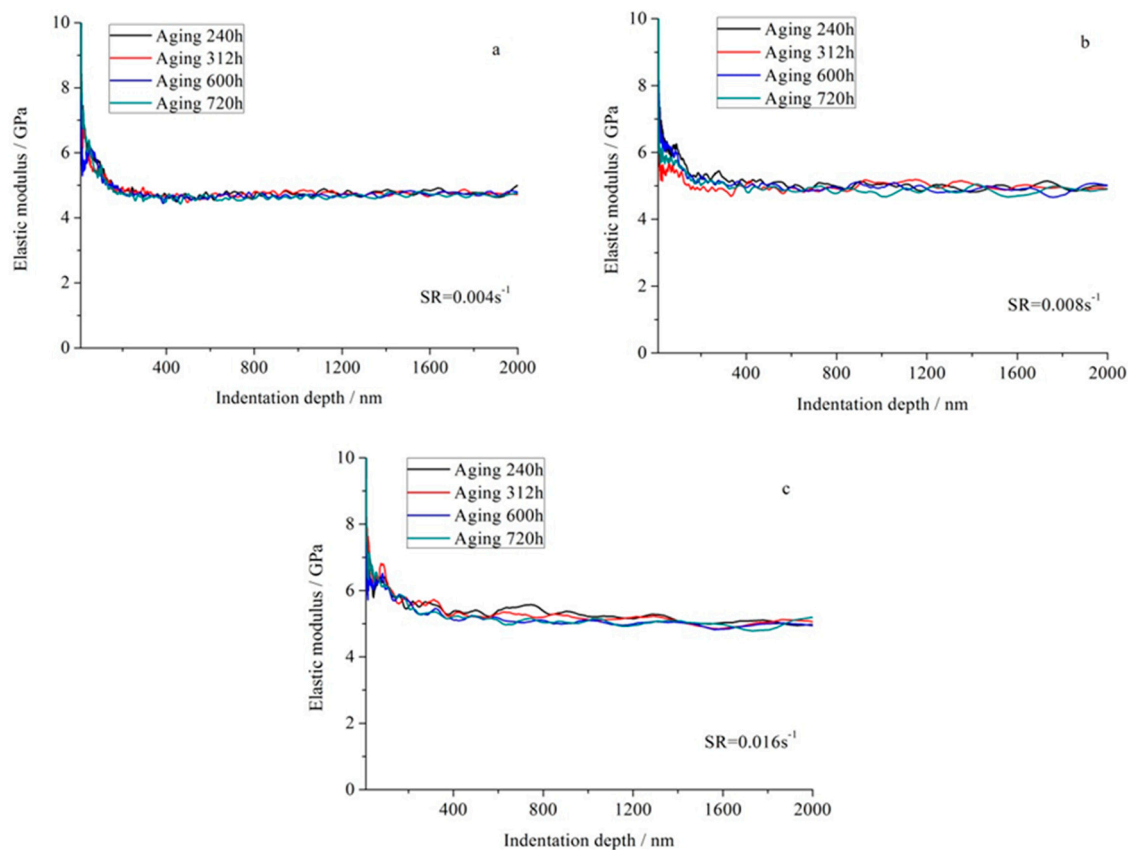 Aging 240h
Aging 312h
Aging 600h
Aging 720h
a
10
8
6
4
2
0
Elastic modulus / GPa
SR=0.004s⁻¹
400
800
1200
1600
2000
Indentation depth / nm
Aging 240h
Aging 312h
Aging 600h
Aging 720h
b
10
8
6
4
2
0
Elastic modulus / GPa
SR=0.008s⁻¹
400
800
1200
1600
2000
Indentation depth / nm
Aging 240h
Aging 312h
Aging 600h
Aging 720h
c
10
8
6
4
2
0
Elastic modulus / GPa
SR=0.016s⁻¹
400
800
1200
1600
2000
Indentation depth / nm